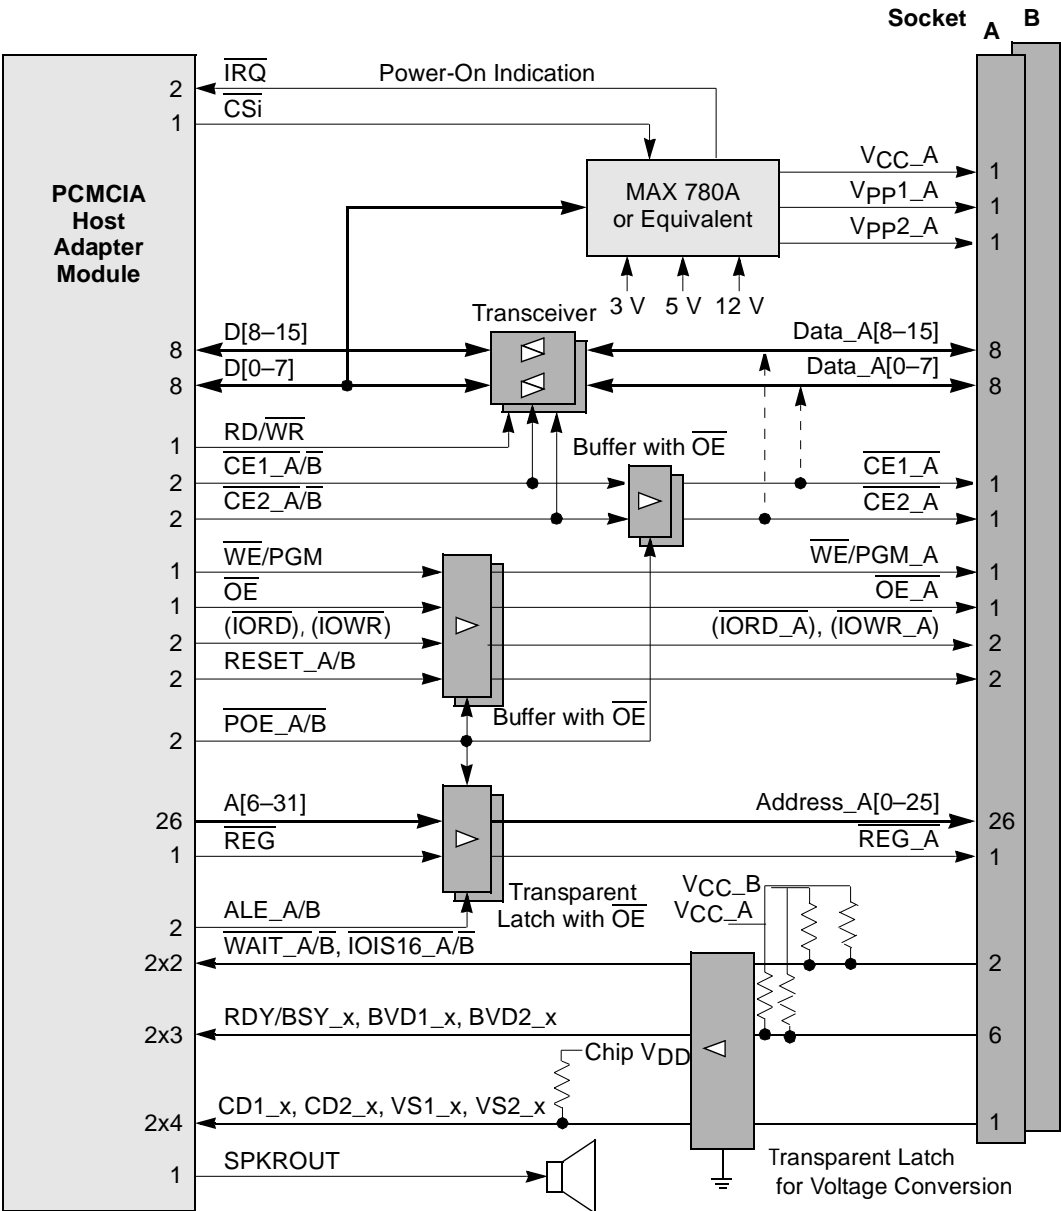 Socket A B
IRQ Power-On Indication
2
CSi
1
PCMCIA
Host
Adapter
Module
MAX 780A
or Equivalent
VCC_A
1
VPP1_A
1
VPP2_A
1
3 V 5 V 12 V
Transceiver
D[8–15] Data_A[8–15]
8 8
D[0–7] Data_A[0–7]
8 8
RD/WR
1
Buffer with OE
CE1_A/B CE1_A
2 1
CE2_A/B CE2_A
2 1
WE/PGM WE/PGM_A
1 1
OE OE_A
1 1
(IORD), (IOWR) (IORD_A), (IOWR_A)
2 2
RESET_A/B
2 2
Buffer with OE
POE_A/B
2
A[6–31] Address_A[0–25]
26 26
REG REG_A
1 1
Transparent
Latch with OE
VCC_B
VCC_A
ALE_A/B
2
WAIT_A/B, IOIS16_A/B
2x2 2
RDY/BSY_x, BVD1_x, BVD2_x
2x3 6
Chip VDD
CD1_x, CD2_x, VS1_x, VS2_x
2x4 1
SPKROUT
1
Transparent Latch
for Voltage Conversion